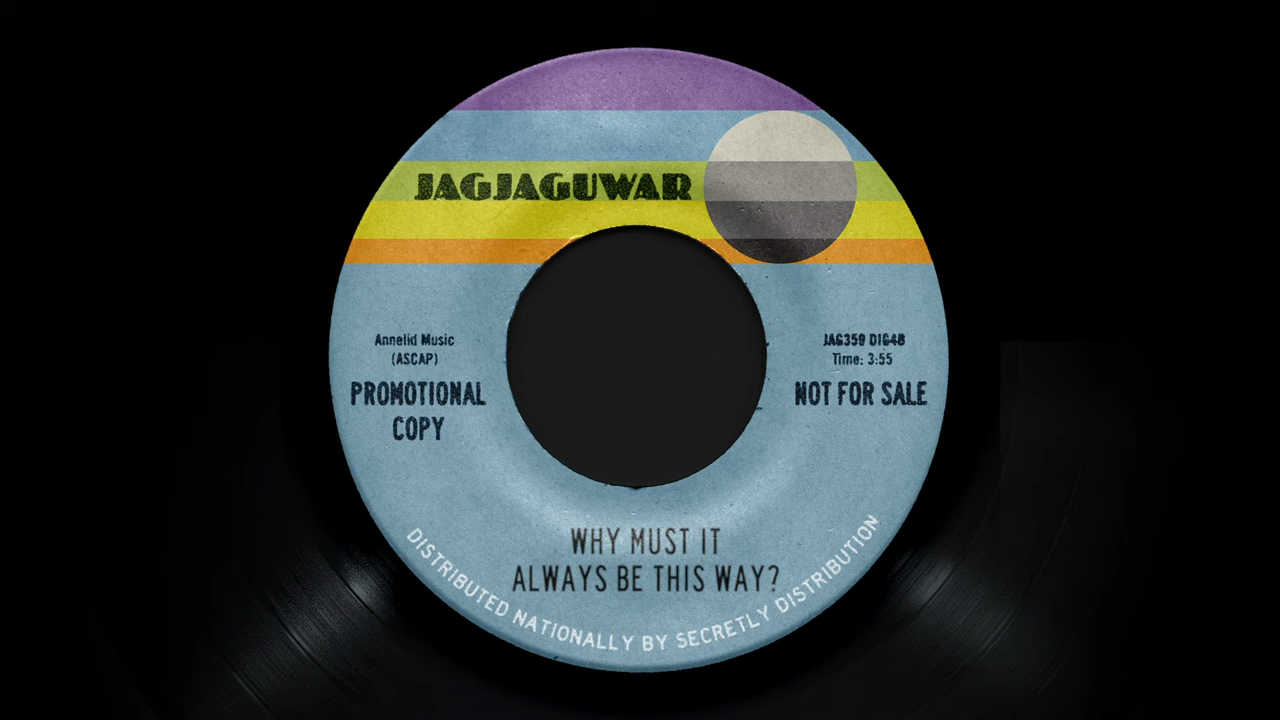 JAGJAGUWAR
Annelid Music
(ASCAP)
PROMOTIONAL
COPY
JAG359 DIG48
Time: 3:55
NOT FOR SALE
WHY MUST IT
ALWAYS BE THIS WAY?
DISTRIBUTED NATIONALLY BY SECRETLY DISTRIBUTION